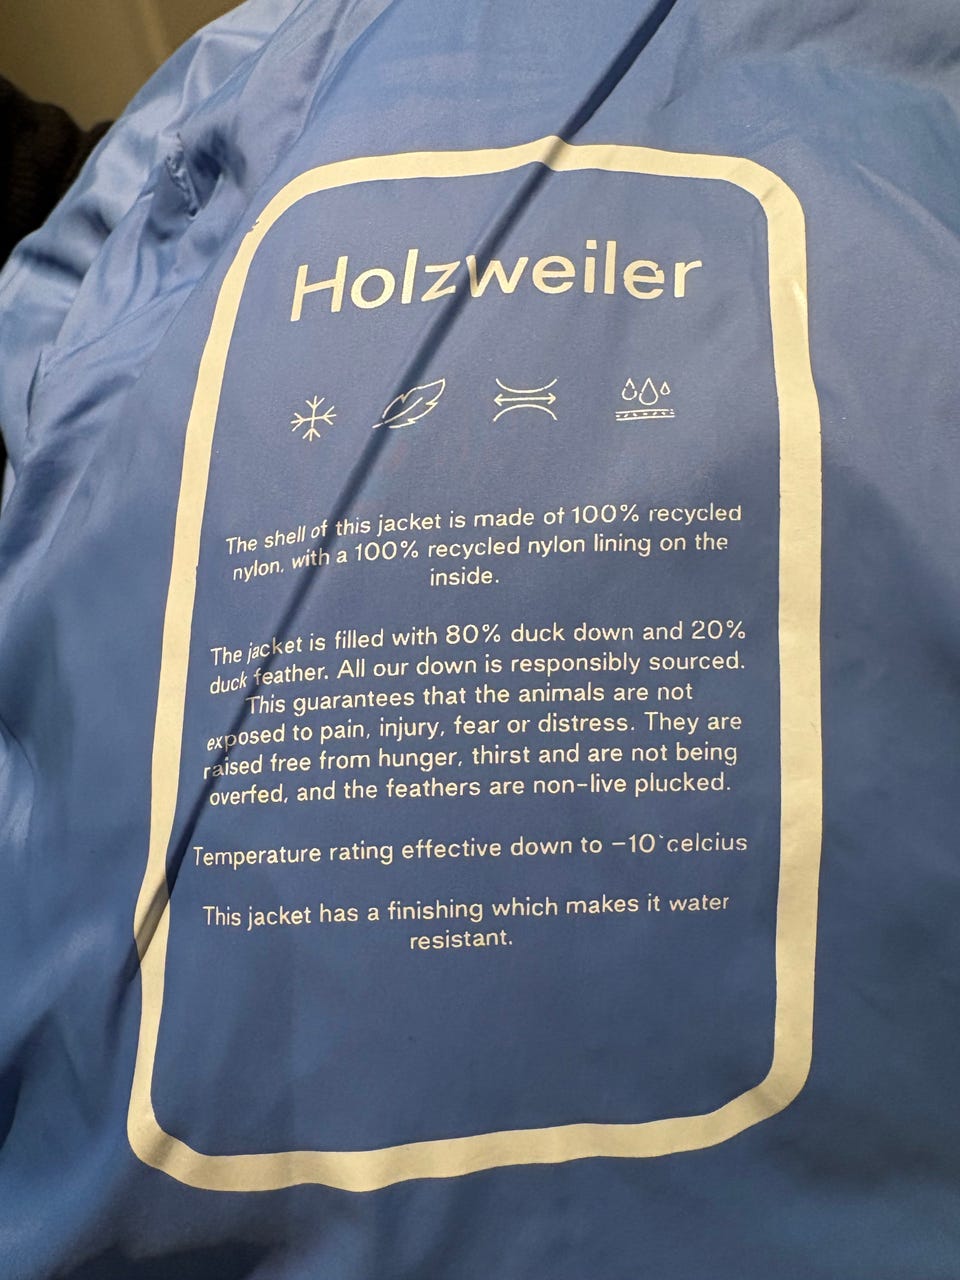 Holzweiler
The shell of this jacket is made of 100% recycled
nylon, with a 100% recycled nylon lining on the
inside.
The jacket is filled with 80% duck down and 20%
duck feather. All our down is responsibly sourced.
This guarantees that the animals are not
exposed to pain, injury, fear or distress. They are
raised free from hunger, thirst and are not being
overfed, and the feathers are non-live plucked.
Temperature rating effective down to -10°celcius
This jacket has a finishing which makes it water
resistant.